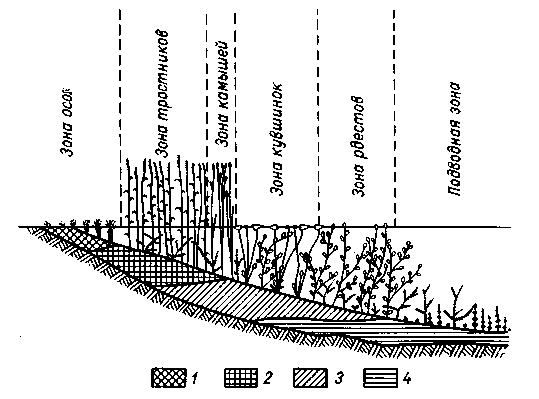 Зона осок
Зона тростников
Зона камышей
Зона кувшинок
Зона рдестов
Подводная зона
1 2 3 4